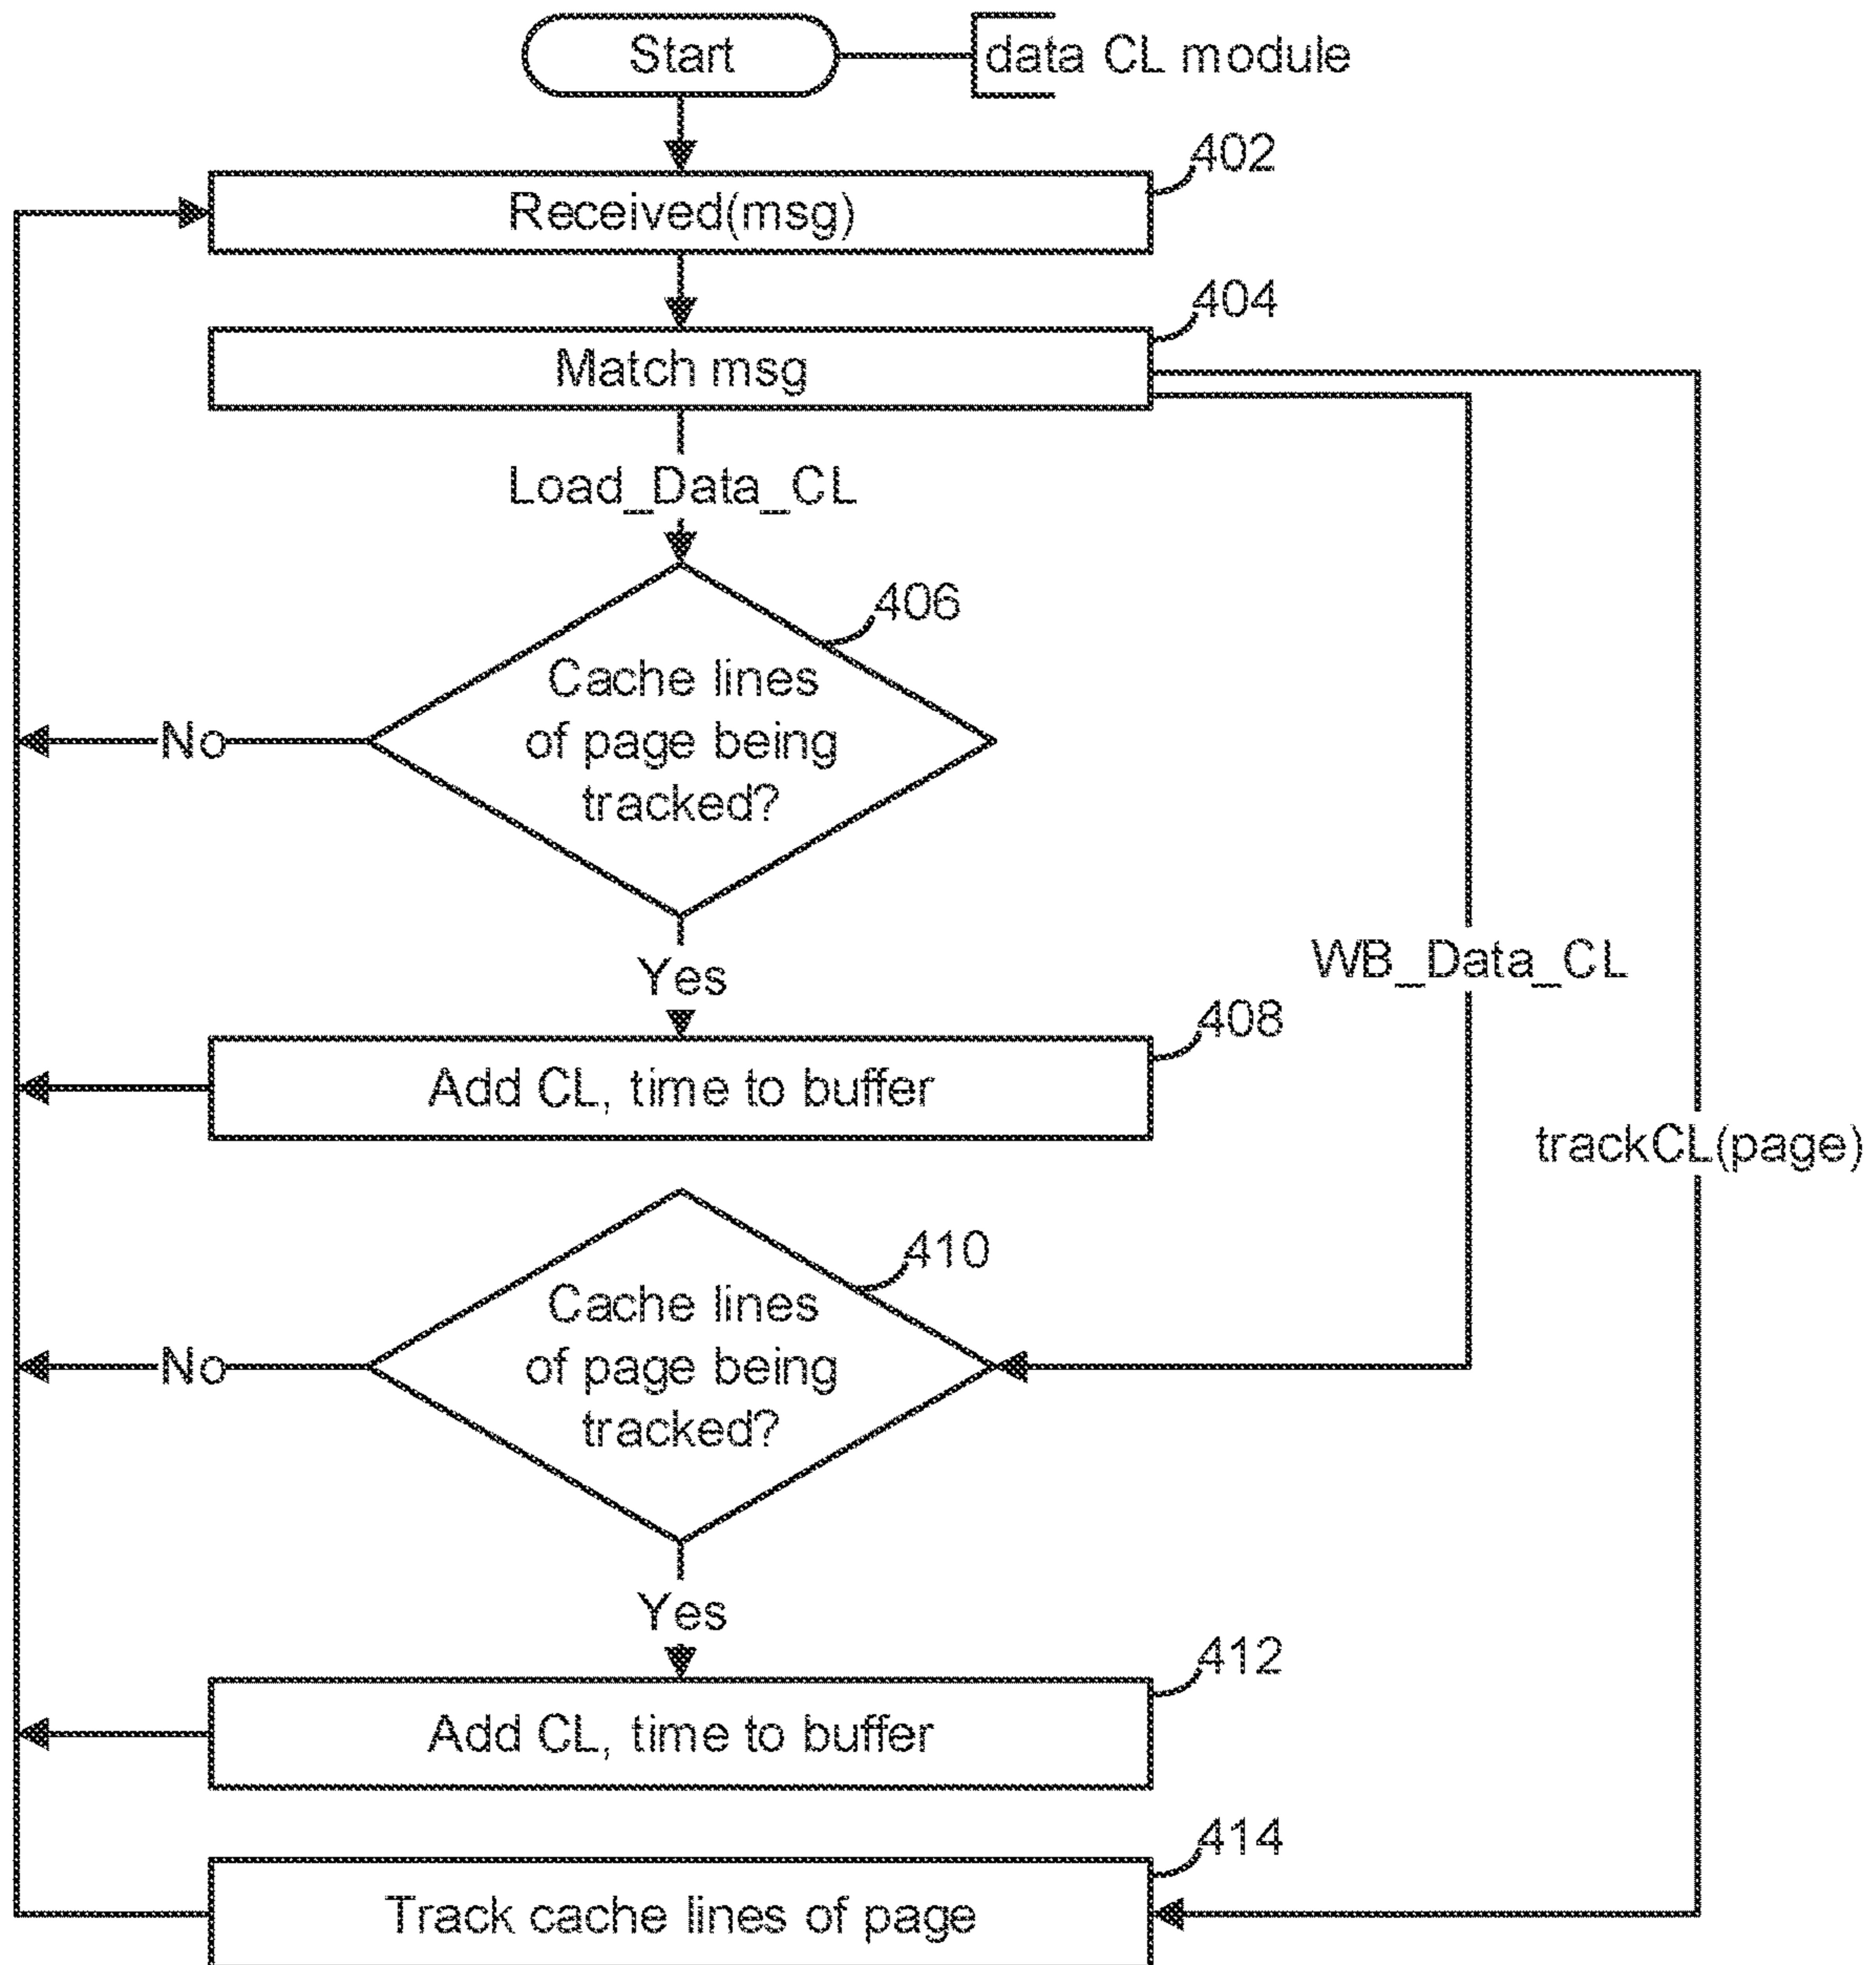 Start
data CL module
402
Received(msg)
404
Match msg
Load_Data_CL
406
Cache lines
of page being
tracked?
No
Yes
WB_Data_CL
408
Add CL, time to buffer
trackCL(page)
410
Cache lines
of page being
tracked?
No
Yes
412
Add CL, time to buffer
414
Track cache lines of page